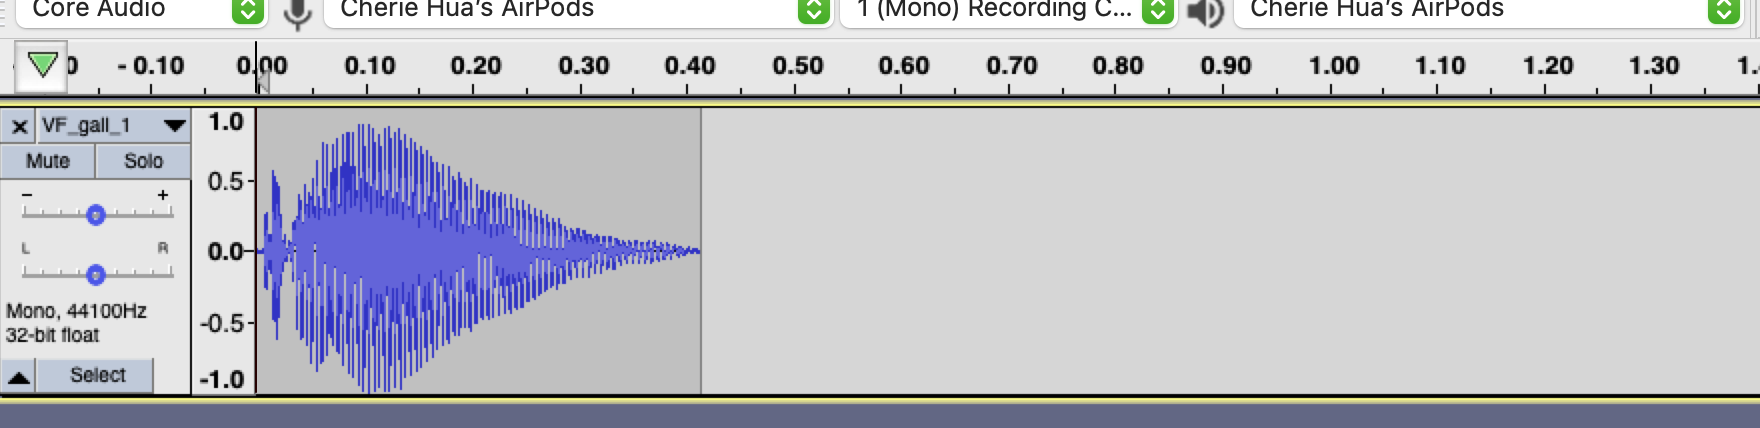 Core Audio Cherie Hua's AirPods 1 (Mono) Recording C... Cherie Hua's AirPods
0 - 0.10 0.00 0.10 0.20 0.30 0.40 0.50 0.60 0.70 0.80 0.90 1.00 1.10 1.20 1.30 1.
VF_gall_1 1.0
Mute Solo
0.5
- +
L R
0.0
Mono, 44100Hz
-0.5
32-bit float
Select -1.0